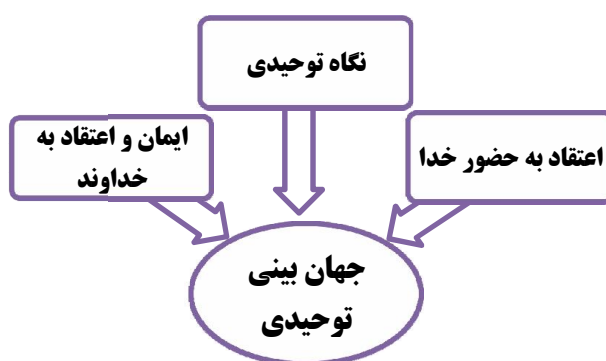 نگاه توحیدی
اعتقاد به حضور خدا
ایمان و اعتقاد به
خداوند
جهان بینی
توحیدی